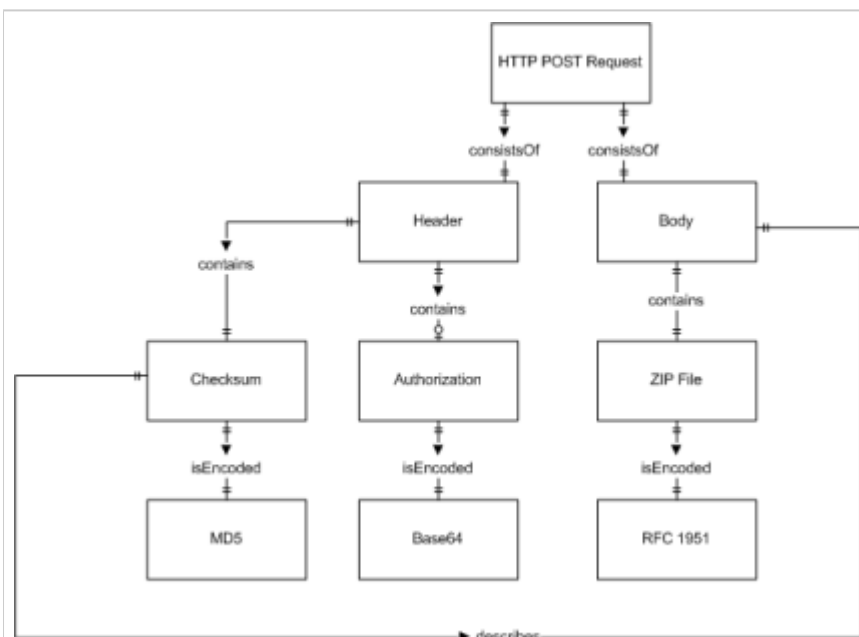 HTTP POST Request
consistsOf
consistsOf
Header
Body
contains
contains
contains
Checksum
Authorization
ZIP File
isEncoded
isEncoded
isEncoded
MD5
Base64
RFC 1951
describes